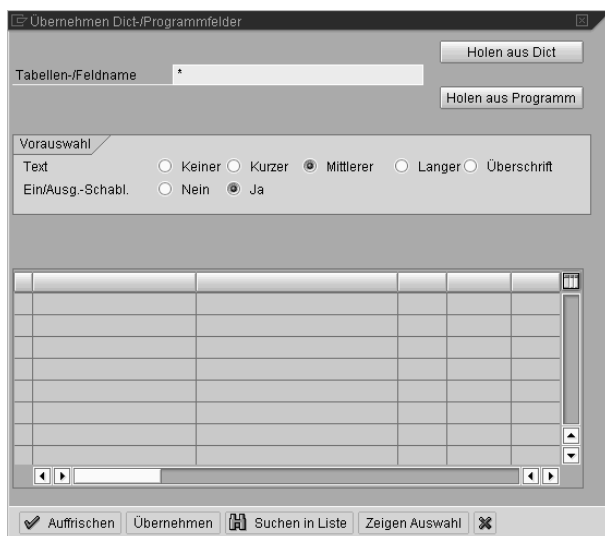 Übernehmen Dict-/Programmfelder
Holen aus Dict
Tabellen-/Feldname *
Holen aus Programm
Vorauswahl
Text Keiner Kurzer Mittlerer Langer Überschrift
Ein/Ausg.-Schabl. Nein Ja
Auffrischen Übernehmen Suchen in Liste Zeigen Auswahl